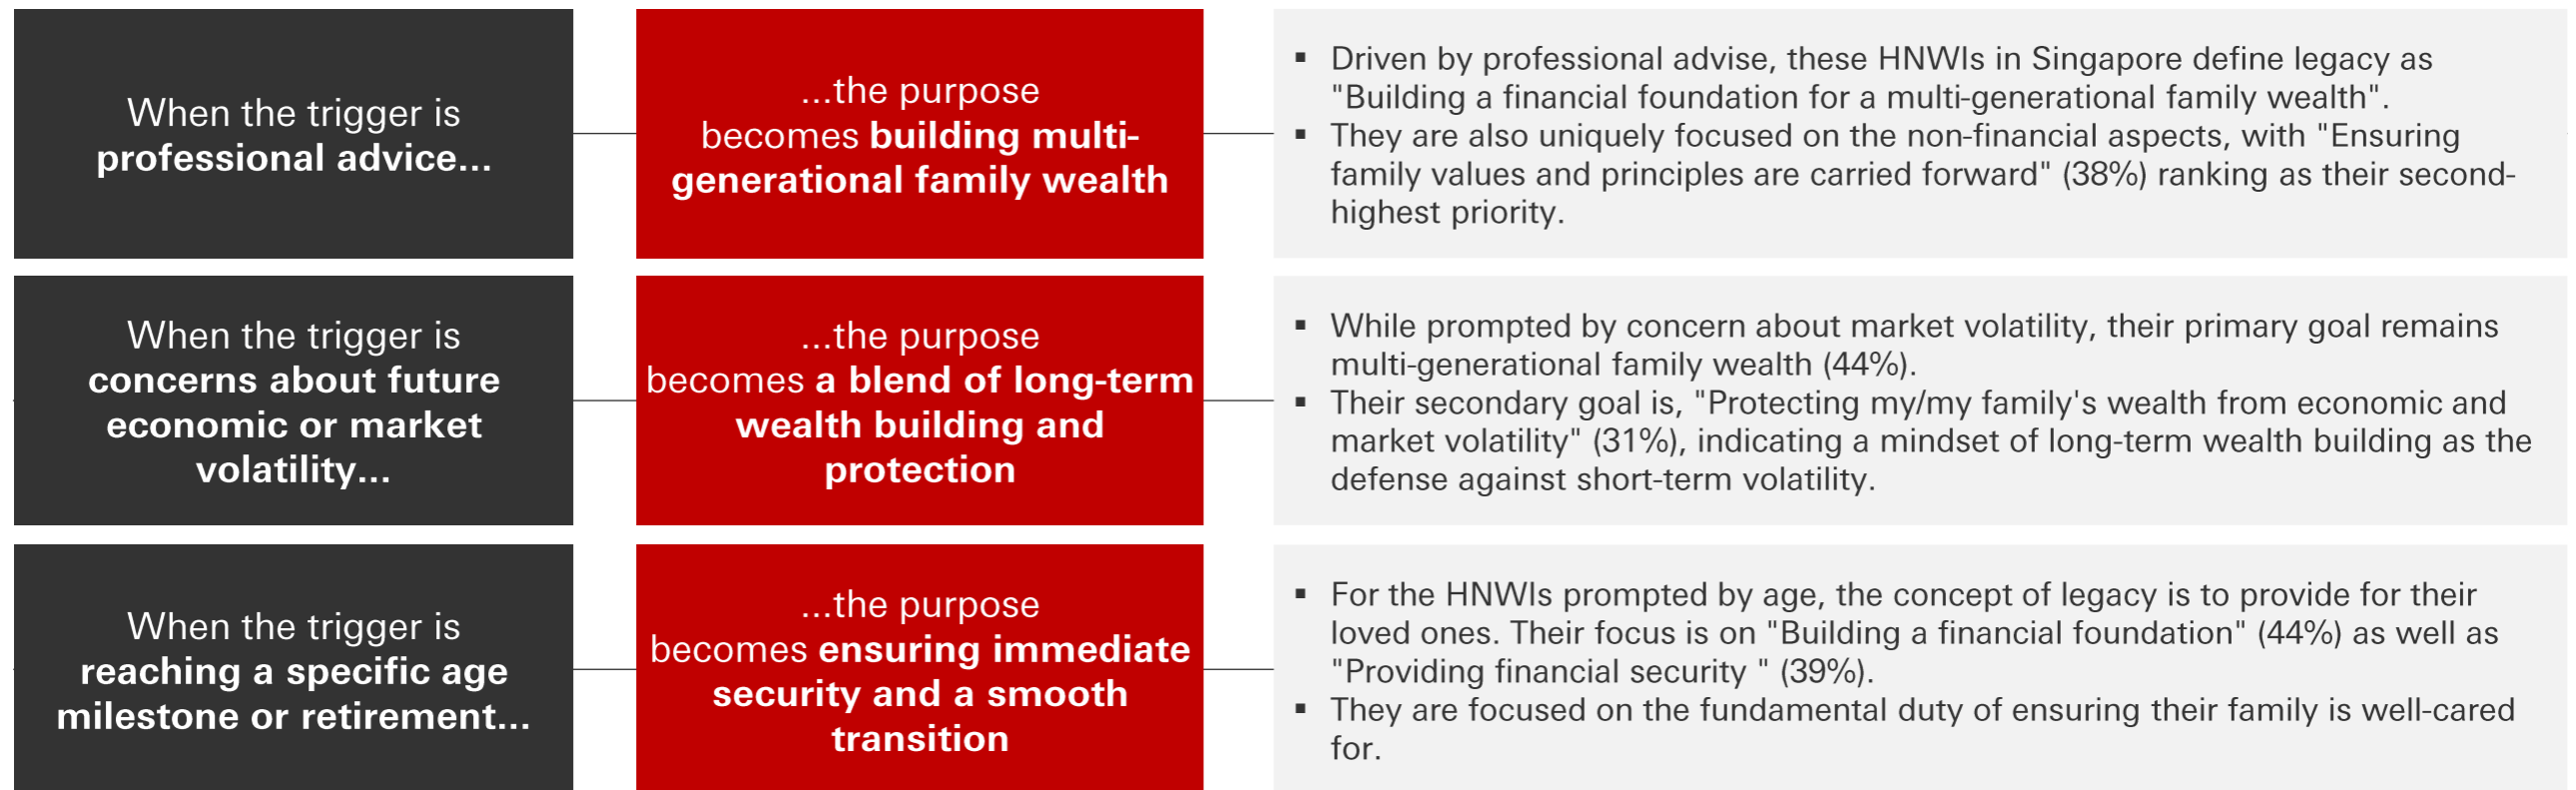 When the trigger is
professional advice...
...the purpose
becomes building multi-
generational family wealth
▪ Driven by professional advise, these HNWIs in Singapore define legacy as
"Building a financial foundation for a multi-generational family wealth".
▪ They are also uniquely focused on the non-financial aspects, with "Ensuring
family values and principles are carried forward" (38%) ranking as their second-
highest priority.
When the trigger is
concerns about future
economic or market
volatility...
...the purpose
becomes a blend of long-term
wealth building and
protection
▪ While prompted by concern about market volatility, their primary goal remains
multi-generational family wealth (44%).
▪ Their secondary goal is, "Protecting my/my family's wealth from economic and
market volatility" (31%), indicating a mindset of long-term wealth building as the
defense against short-term volatility.
When the trigger is
reaching a specific age
milestone or retirement...
...the purpose
becomes ensuring immediate
security and a smooth
transition
▪ For the HNWIs prompted by age, the concept of legacy is to provide for their
loved ones. Their focus is on "Building a financial foundation" (44%) as well as
"Providing financial security " (39%).
▪ They are focused on the fundamental duty of ensuring their family is well-cared
for.